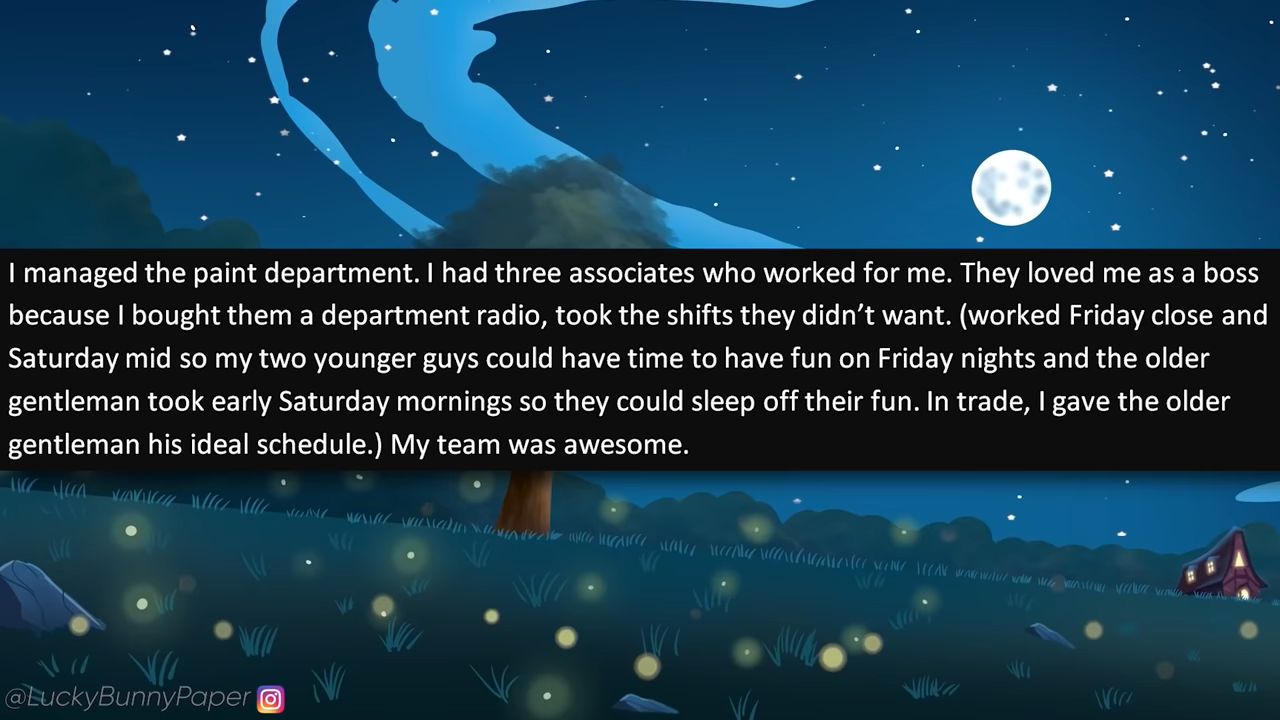 I managed the paint department. I had three associates who worked for me. They loved me as a boss
because I bought them a department radio, took the shifts they didn’t want. (worked Friday close and
Saturday mid so my two younger guys could have time to have fun on Friday nights and the older
gentleman took early Saturday mornings so they could sleep off their fun. In trade, I gave the older
gentleman his ideal schedule.) My team was awesome.
@LuckyBunnyPaper